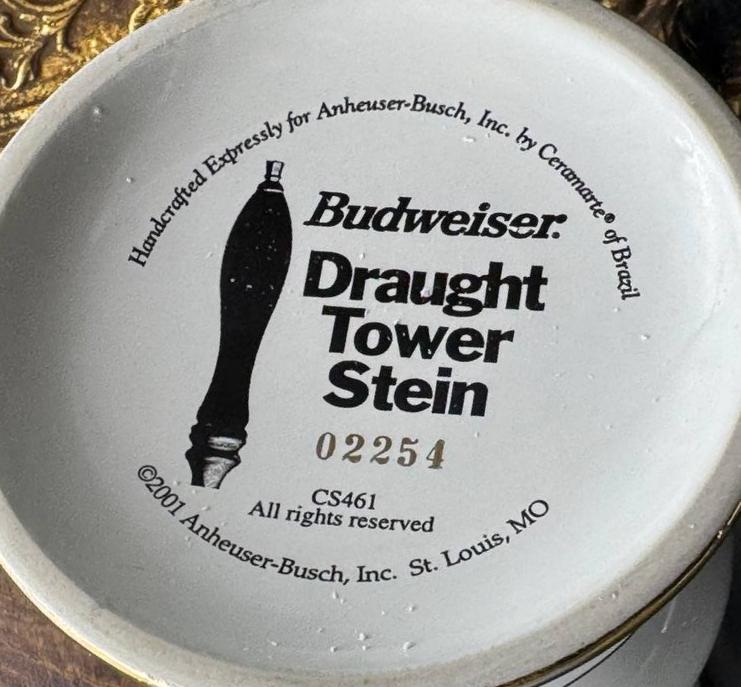 Handcrafted Expressly for Anheuser-Busch, Inc. by Ceramarte® of Brazil
Budweiser.
Draught
Tower
Stein
02254
CS461
All rights reserved
©2001 Anheuser-Busch, Inc. St. Louis, MO